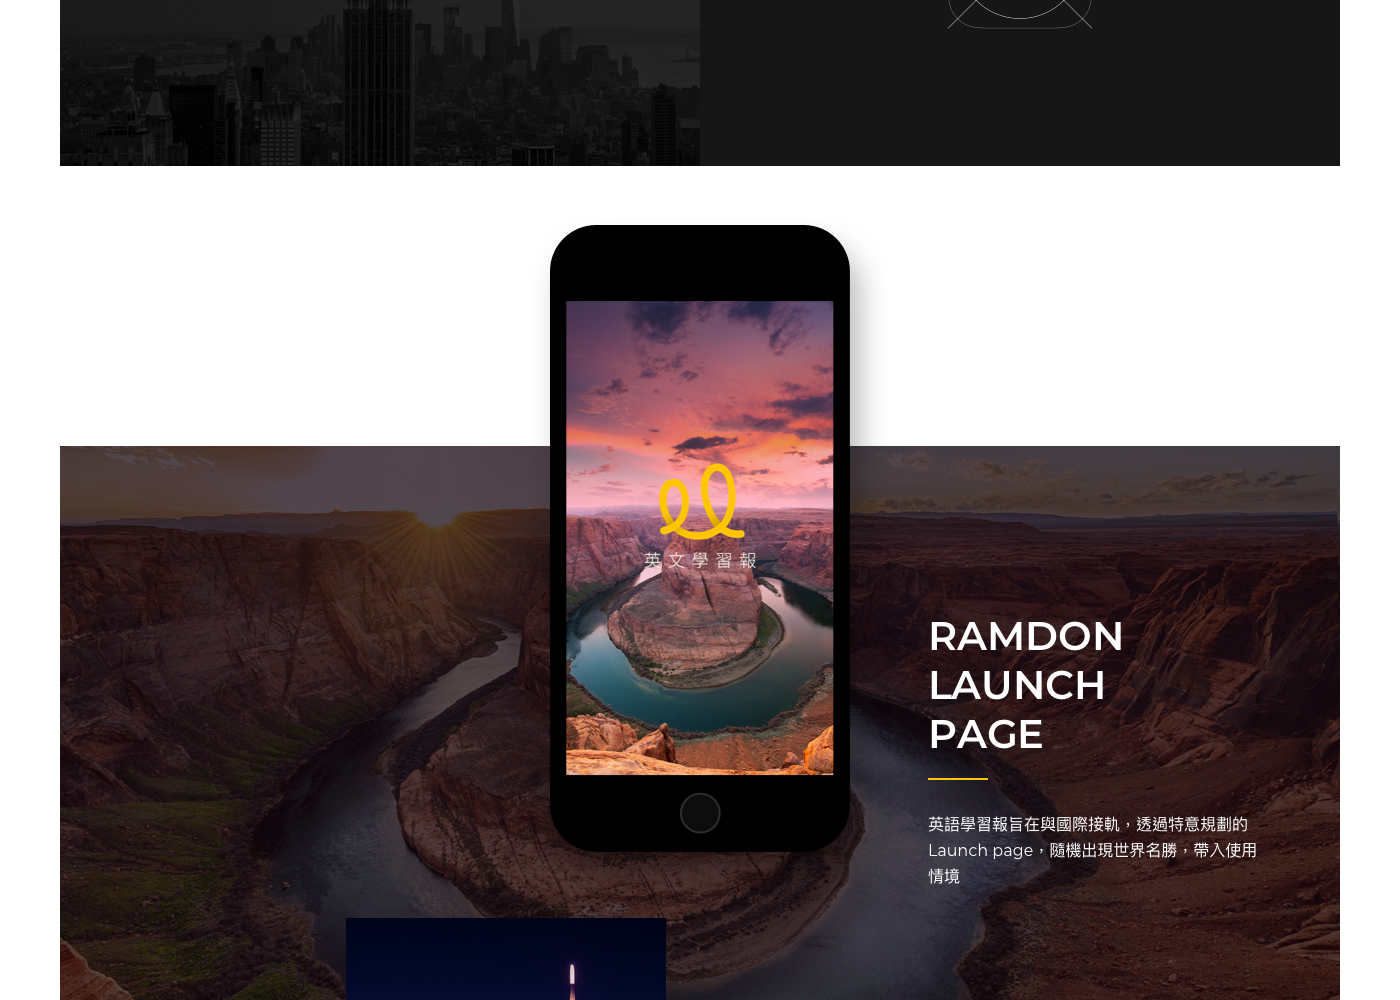 英文學習報
RAMDON
LAUNCH
PAGE
英語學習報旨在與國際接軌，透過特意規劃的
Launch page，隨機出現世界名勝，帶入使用
情境